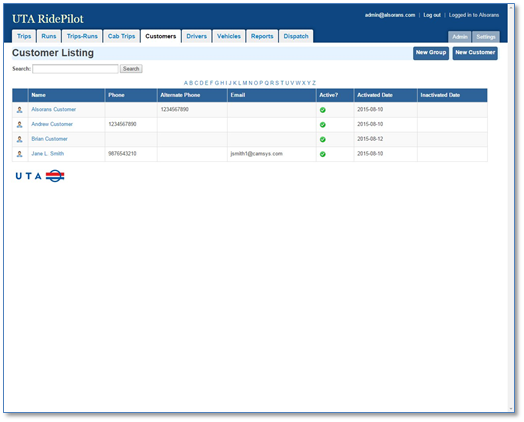 UTA RidePilot
admin@alsorans.com | Log out | Logged in to Alsorans
Trips Runs Trips-Runs Cab Trips Customers Drivers Vehicles Reports Dispatch Admin Settings
Customer Listing New Group New Customer
Search: Search
A B C D E F G H I J K L M N O P Q R S T U V W X Y Z
Name Phone Alternate Phone Email Active? Activated Date Inactivated Date
Alsorans Customer 1234567890 2015-08-10
Andrew Customer 1234567890 2015-08-10
Brian Customer 2015-08-12
Jane L. Smith 9876543210 jsmith1@camsys.com 2015-08-10
UTA